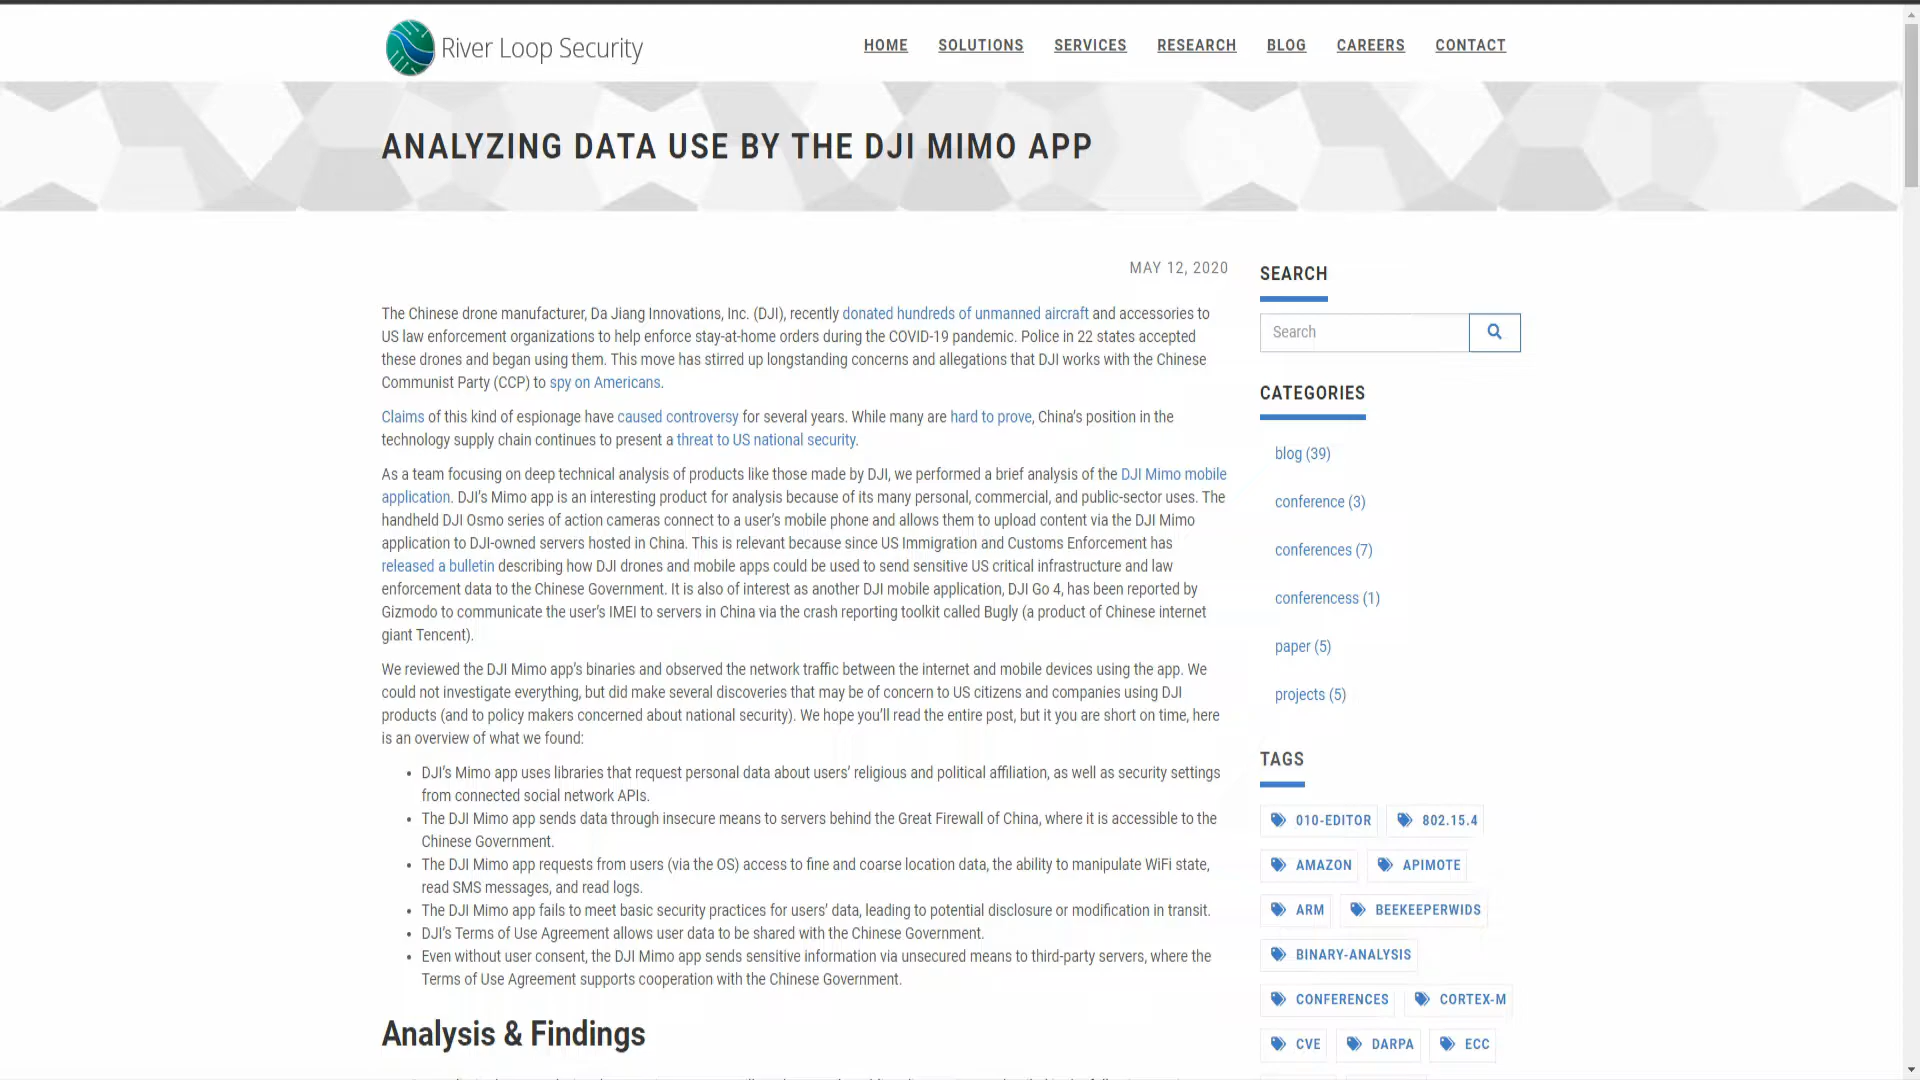 River Loop Security
HOME SOLUTIONS SERVICES RESEARCH BLOG CAREERS CONTACT
ANALYZING DATA USE BY THE DJI MIMO APP
MAY 12, 2020
The Chinese drone manufacturer, Da Jiang Innovations, Inc. (DJI), recently donated hundreds of unmanned aircraft and accessories to
US law enforcement organizations to help enforce stay-at-home orders during the COVID-19 pandemic. Police in 22 states accepted
these drones and began using them. This move has stirred up longstanding concerns and allegations that DJI works with the Chinese
Communist Party (CCP) to spy on Americans.
Claims of this kind of espionage have caused controversy for several years. While many are hard to prove, China's position in the
technology supply chain continues to present a threat to US national security.
As a team focusing on deep technical analysis of products like those made by DJI, we performed a brief analysis of the DJI Mimo mobile
application. DJI's Mimo app is an interesting product for analysis because of its many personal, commercial, and public-sector uses. The
handheld DJI Osmo series of action cameras connect to a user's mobile phone and allows them to upload content via the DJI Mimo
application to DJI-owned servers hosted in China. This is relevant because since US Immigration and Customs Enforcement has
released a bulletin describing how DJI drones and mobile apps could be used to send sensitive US critical infrastructure and law
enforcement data to the Chinese Government. It is also of interest as another DJI mobile application, DJI Go 4, has been reported by
Gizmodo to communicate the user's IMEI to servers in China via the crash reporting toolkit called Bugly (a product of Chinese internet
giant Tencent).
We reviewed the DJI Mimo app's binaries and observed the network traffic between the internet and mobile devices using the app. We
could not investigate everything, but did make several discoveries that may be of concern to US citizens and companies using DJI
products (and to policy makers concerned about national security). We hope you'll read the entire post, but it you are short on time, here
is an overview of what we found:
• DJI's Mimo app uses libraries that request personal data about users' religious and political affiliation, as well as security settings
from connected social network APIs.
• The DJI Mimo app sends data through insecure means to servers behind the Great Firewall of China, where it is accessible to the
Chinese Government.
• The DJI Mimo app requests from users (via the OS) access to fine and coarse location data, the ability to manipulate WiFi state,
read SMS messages, and read logs.
• The DJI Mimo app fails to meet basic security practices for users' data, leading to potential disclosure or modification in transit.
• DJI's Terms of Use Agreement allows user data to be shared with the Chinese Government.
• Even without user consent, the DJI Mimo app sends sensitive information via unsecured means to third-party servers, where the
Terms of Use Agreement supports cooperation with the Chinese Government.
Analysis & Findings
SEARCH
Search
CATEGORIES
blog (39)
conference (3)
conferences (7)
conferencess (1)
paper (5)
projects (5)
TAGS
010-EDITOR 802.15.4
AMAZON APIMOTE
ARM BEEKEEPERWIDS
BINARY-ANALYSIS
CONFERENCES CORTEX-M
CVE DARPA ECC